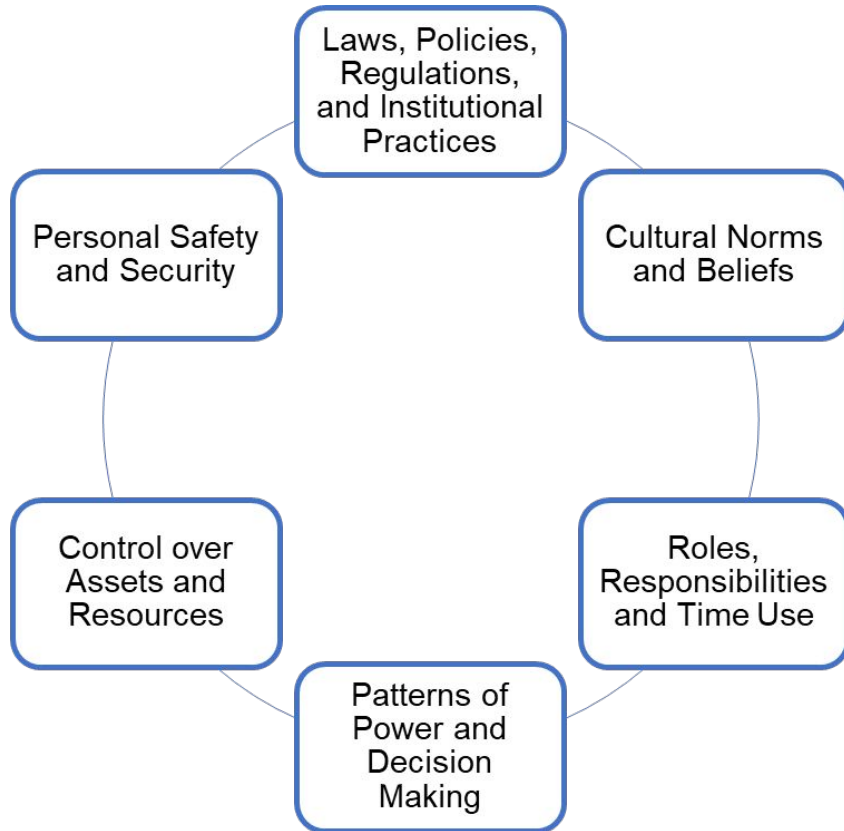 Laws, Policies,
Regulations,
and Institutional
Practices
Cultural Norms
and Beliefs
Roles,
Responsibilities
and Time Use
Patterns of
Power and
Decision
Making
Control over
Assets and
Resources
Personal Safety
and Security